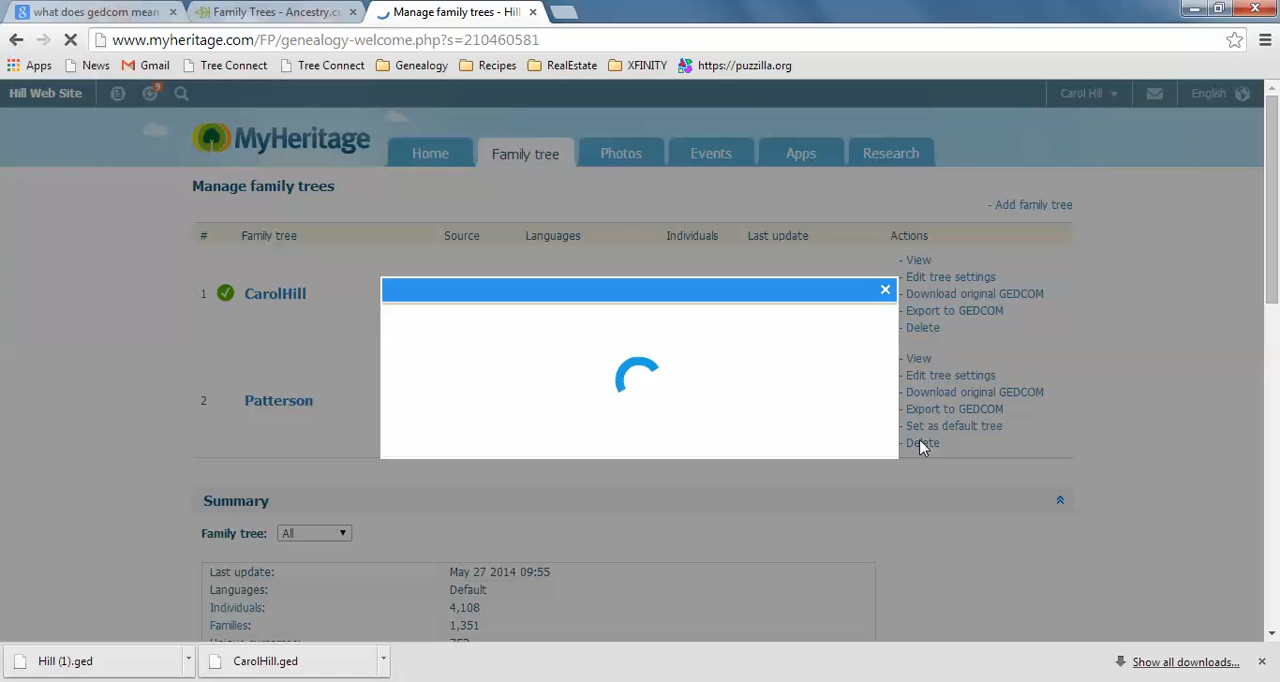 what does gedcom mean
Family Trees - Ancestry.co
Manage family trees - Hill
www.myheritage.com/FP/genealogy-welcome.php?s=210460581
Apps News Gmail Tree Connect Tree Connect Genealogy Recipes RealEstate XFINITY https://puzzilla.org
Hill Web Site 9 Carol Hill English
MyHeritage Home Family tree Photos Events Apps Research
Manage family trees
- Add family tree
# Family tree Source Languages Individuals Last update Actions
- View
- Edit tree settings
1 CarolHill - Download original GEDCOM
- Export to GEDCOM
- Delete
- View
- Edit tree settings
- Download original GEDCOM
2 Patterson - Export to GEDCOM
- Set as default tree
- Delete
Summary
Family tree: All
Last update: May 27 2014 09:55
Languages: Default
Individuals: 4,108
Families: 1,351
Hill (1).ged CarolHill.ged Show all downloads...